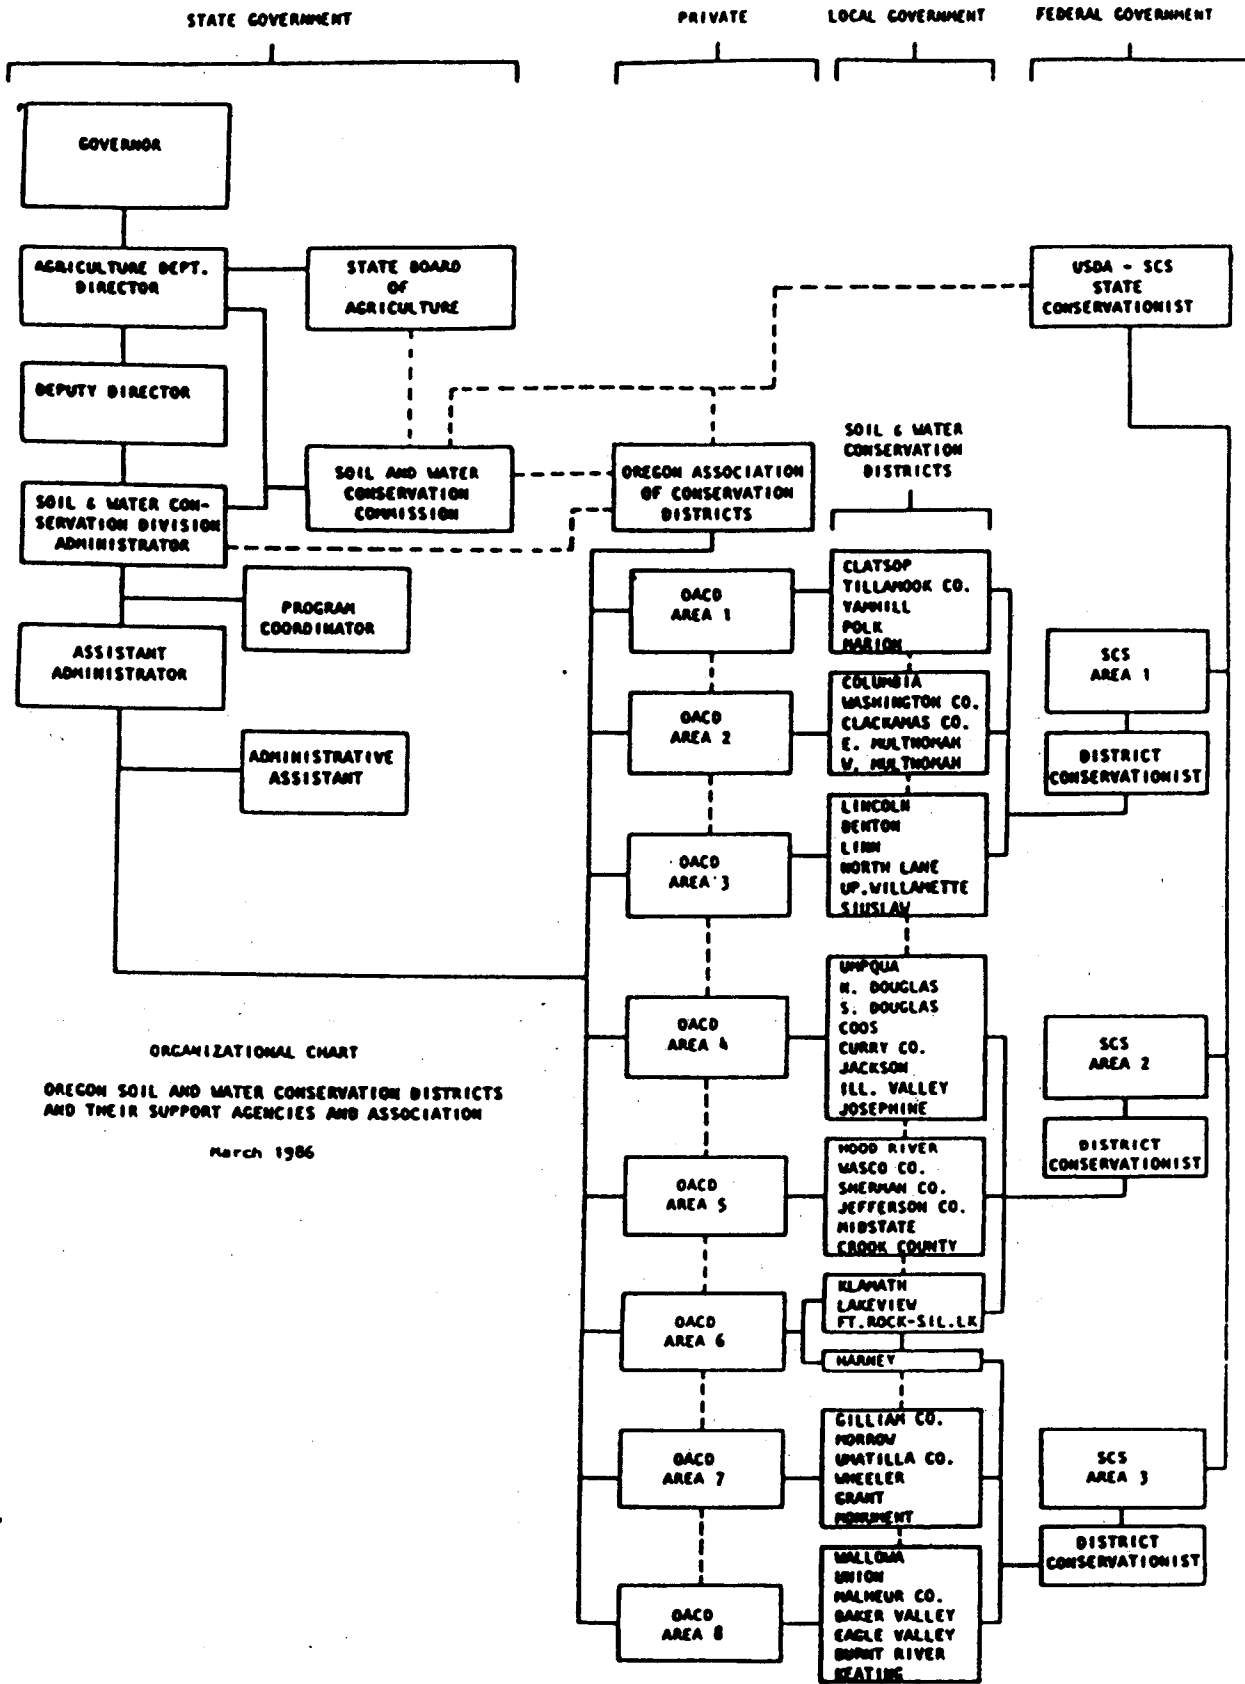 STATE GOVERNMENT
PRIVATE
LOCAL GOVERNMENT
FEDERAL GOVERNMENT
GOVERNOR
AGRICULTURE DEPT.
DIRECTOR
STATE BOARD
OF
AGRICULTURE
USDA - SCS
STATE
CONSERVATIONIST
DEPUTY DIRECTOR
SOIL & WATER CON-
SERVATION DIVISION
ADMINISTRATOR
SOIL AND WATER
CONSERVATION
COMMISSION
OREGON ASSOCIATION
OF CONSERVATION
DISTRICTS
SOIL & WATER
CONSERVATION
DISTRICTS
PROGRAM
COORDINATOR
ASSISTANT
ADMINISTRATOR
ADMINISTRATIVE
ASSISTANT
OACD
AREA 1
CLATSOP
TILLAMOOK CO.
YAMHILL
POLK
MARION
SCS
AREA 1
OACD
AREA 2
COLUMBIA
WASHINGTON CO.
CLACKAMAS CO.
E. MULTNOMAH
W. MULTNOMAH
DISTRICT
CONSERVATIONIST
OACD
AREA 3
LINCOLN
BENTON
LINN
NORTH LANE
UP.WILLAMETTE
SIUSLAW
OACD
AREA 4
UMPQUA
N. DOUGLAS
S. DOUGLAS
COOS
CURRY CO.
JACKSON
ILL. VALLEY
JOSEPHINE
SCS
AREA 2
ORGANIZATIONAL CHART
OREGON SOIL AND WATER CONSERVATION DISTRICTS
AND THEIR SUPPORT AGENCIES AND ASSOCIATION
March 1986
DISTRICT
CONSERVATIONIST
OACD
AREA 5
HOOD RIVER
WASCO CO.
SHERMAN CO.
JEFFERSON CO.
MIDSTATE
CROOK COUNTY
OACD
AREA 6
KLAMATH
LAKEVIEW
FT.ROCK-SIL.LK
HARNEY
OACD
AREA 7
GILLIAM CO.
MORROW
UMATILLA CO.
WHEELER
GRANT
MONUMENT
SCS
AREA 3
DISTRICT
CONSERVATIONIST
OACD
AREA 8
WALLOWA
UNION
MALHEUR CO.
BAKER VALLEY
EAGLE VALLEY
BURNT RIVER
KEATING